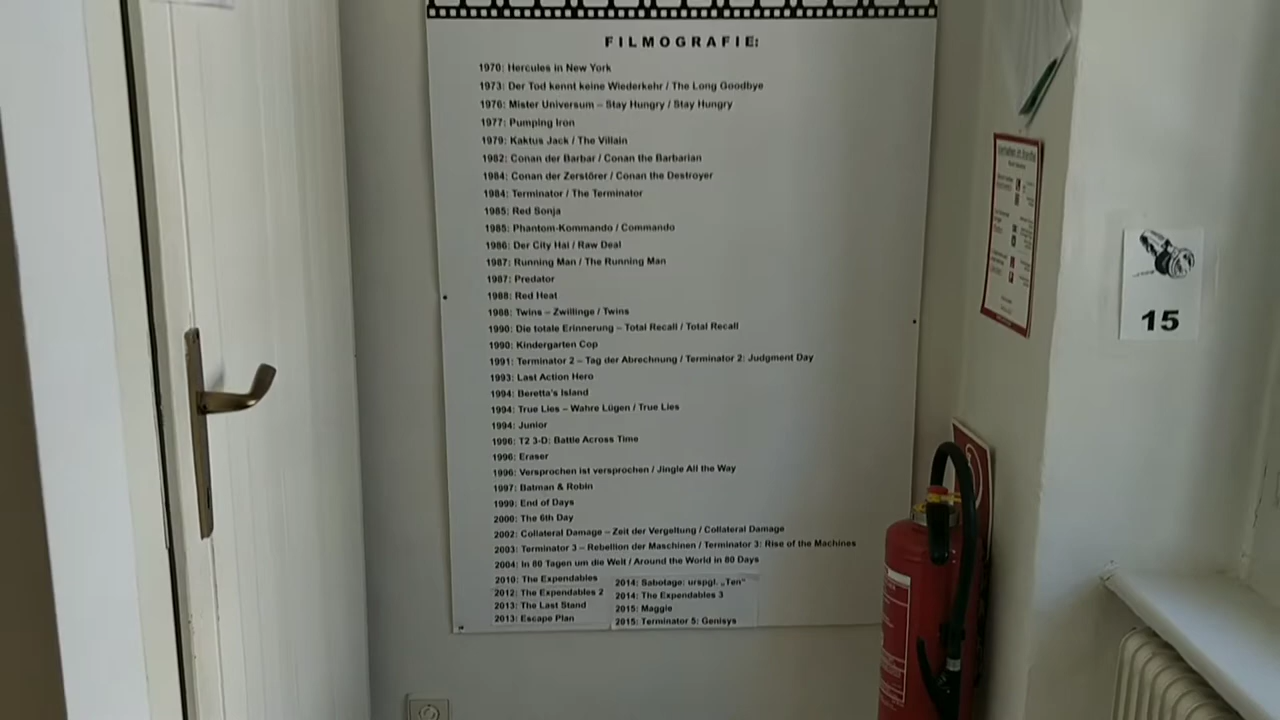 FILMOGRAFIE:
1970: Hercules in New York
1973: Der Tod kennt keine Wiederkehr / The Long Goodbye
1976: Mister Universum – Stay Hungry / Stay Hungry
1977: Pumping Iron
1979: Kaktus Jack / The Villain
1982: Conan der Barbar / Conan the Barbarian
1984: Conan der Zerstörer / Conan the Destroyer
1984: Terminator / The Terminator
1985: Red Sonja
1985: Phantom-Kommando / Commando
1986: Der City Hai / Raw Deal
1987: Running Man / The Running Man
1987: Predator
1988: Red Heat
1988: Twins – Zwillinge / Twins
1990: Die totale Erinnerung – Total Recall / Total Recall
1990: Kindergarten Cop
1991: Terminator 2 – Tag der Abrechnung / Terminator 2: Judgment Day
1993: Last Action Hero
1994: Beretta's Island
1994: True Lies – Wahre Lügen / True Lies
1994: Junior
1996: T2 3-D: Battle Across Time
1996: Eraser
1996: Versprochen ist versprochen / Jingle All the Way
1997: Batman & Robin
1999: End of Days
2000: The 6th Day
2002: Collateral Damage – Zeit der Vergeltung / Collateral Damage
2003: Terminator 3 – Rebellion der Maschinen / Terminator 3: Rise of the Machines
2004: In 80 Tagen um die Welt / Around the World in 80 Days
2010: The Expendables
2012: The Expendables 2
2013: The Last Stand
2013: Escape Plan
2014: Sabotage: urspgl. „Ten"
2014: The Expendables 3
2015: Maggie
2015: Terminator 5: Genisys
15